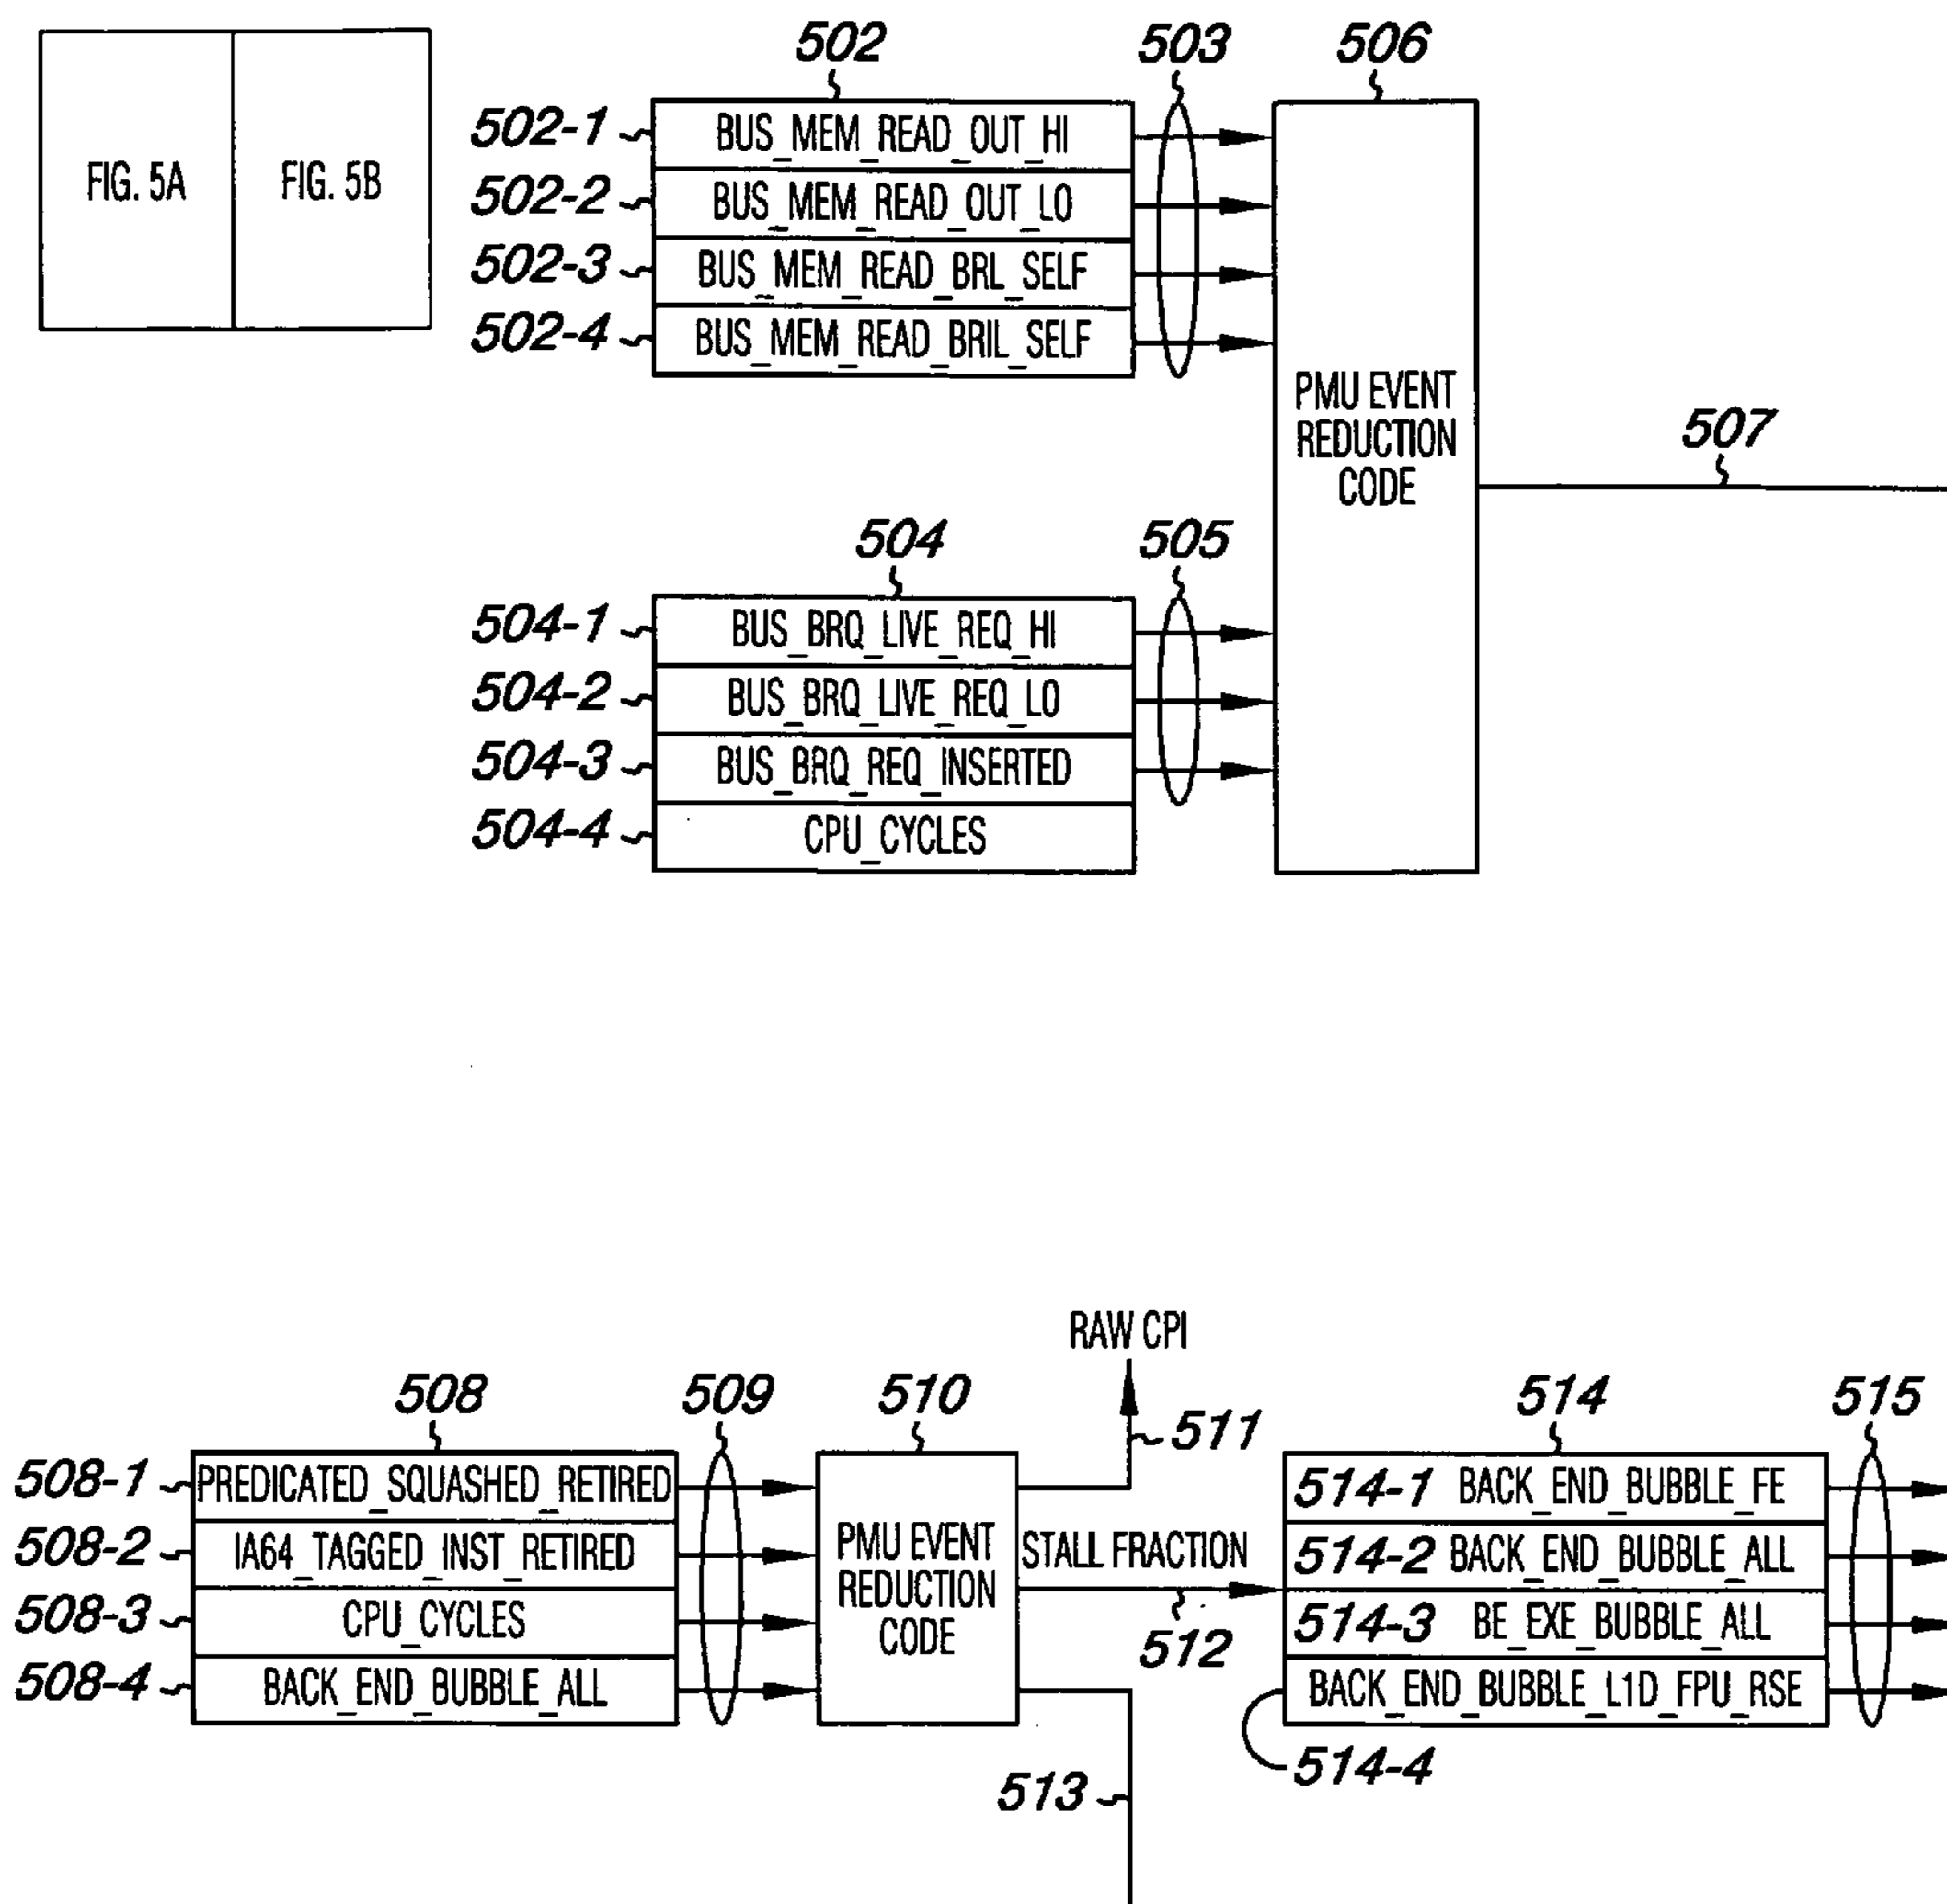 FIG. 5A
FIG. 5B
502
503
506
502-1
BUS_MEM_READ_OUT_HI
502-2
BUS_MEM_READ_OUT_LO
502-3
BUS_MEM_READ_BRL_SELF
502-4
BUS_MEM_READ_BRIL_SELF
PMU EVENT
REDUCTION
CODE
507
504
505
504-1
BUS_BRQ_LIVE_REQ_HI
504-2
BUS_BRQ_LIVE_REQ_LO
504-3
BUS_BRQ_REQ_INSERTED
504-4
CPU_CYCLES
RAW CPI
508
509
510
511
514
515
508-1
PREDICATED_SQUASHED_RETIRED
508-2
IA64_TAGGED_INST_RETIRED
508-3
CPU_CYCLES
508-4
BACK_END_BUBBLE_ALL
PMU EVENT
REDUCTION
CODE
STALL FRACTION
512
513
514-1 BACK_END_BUBBLE_FE
514-2 BACK_END_BUBBLE_ALL
514-3 BE_EXE_BUBBLE_ALL
BACK_END_BUBBLE_L1D_FPU_RSE
514-4